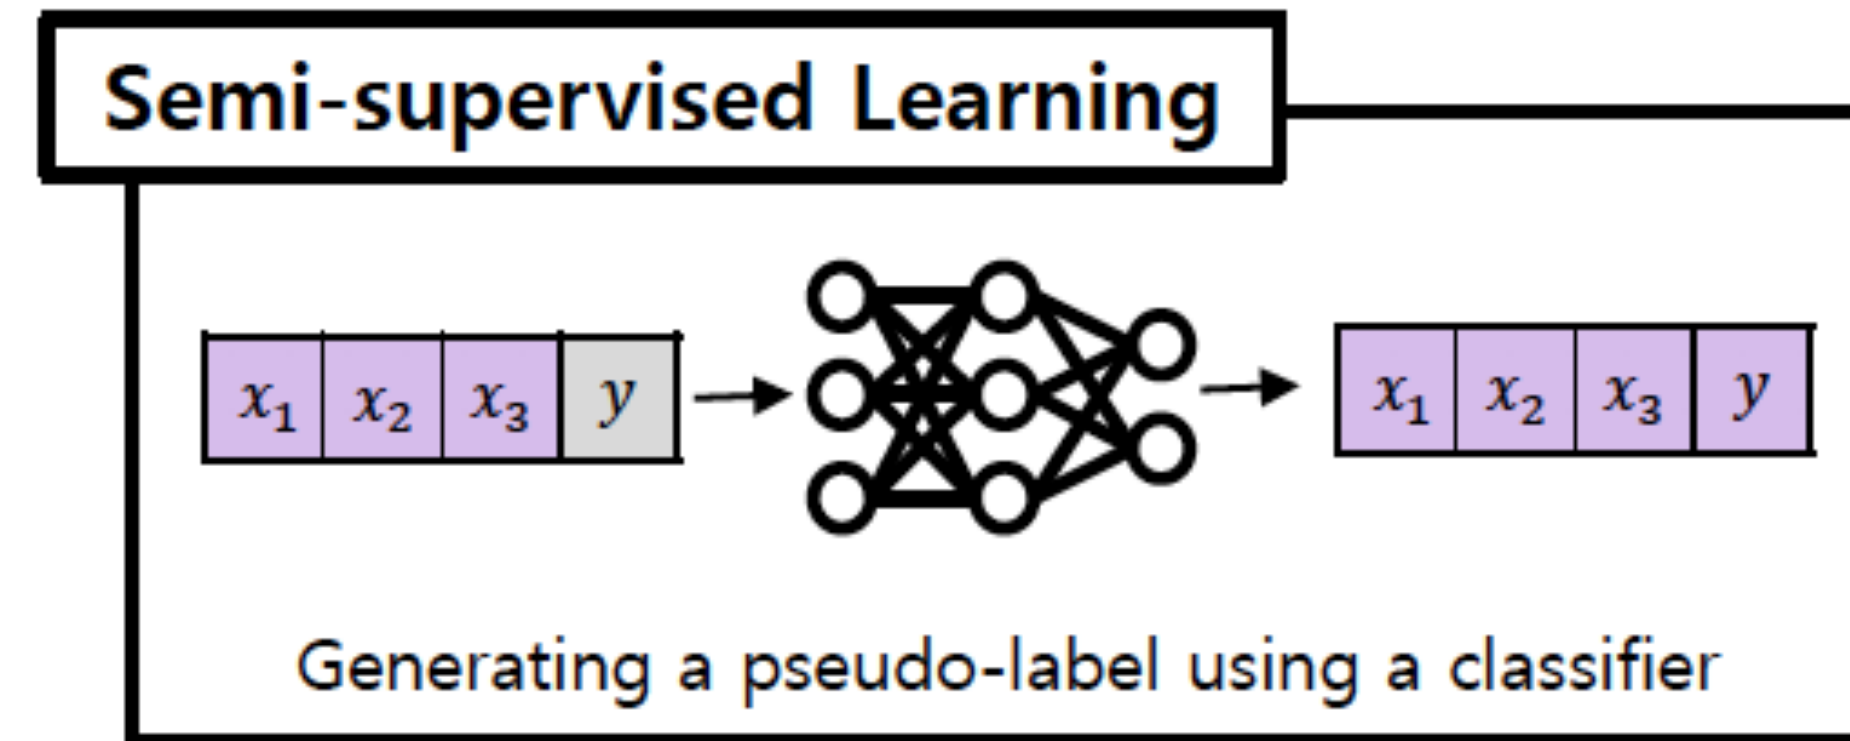 Semi-supervised Learning
x₁ x₂ x₃ y x₁ x₂ x₃ y
Generating a pseudo-label using a classifier